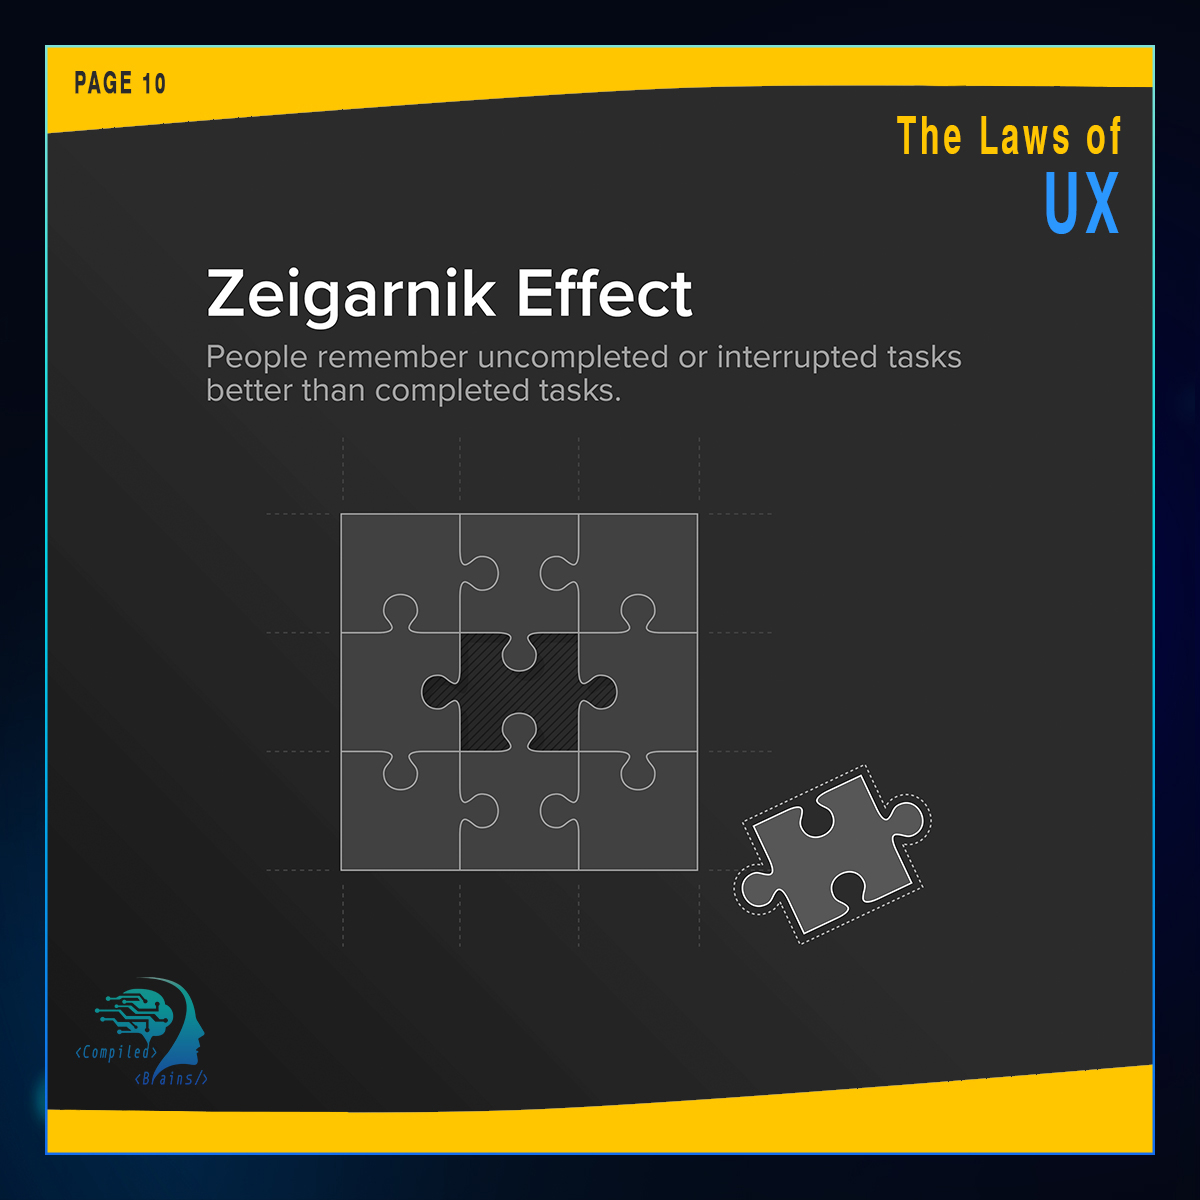 PAGE 10
The Laws of
UX
Zeigarnik Effect
People remember uncompleted or interrupted tasks
better than completed tasks.
<Compiled>
<Brains/>